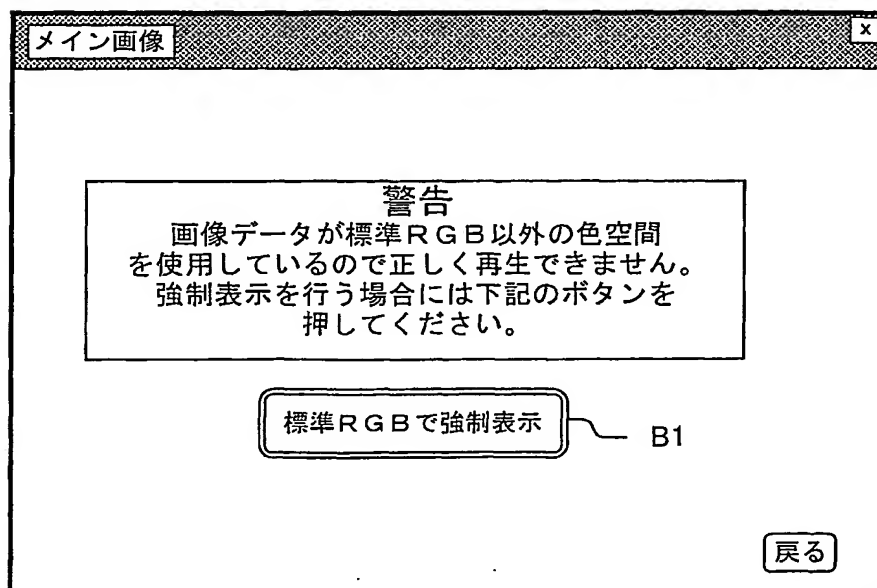 メイン画像
x
警告
画像データが標準RGB以外の色空間
を使用しているので正しく再生できません。
強制表示を行う場合には下記のボタンを
押してください。
標準RGBで強制表示
B1
戻る